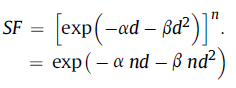 SF = [exp(−αd − βd²)]ⁿ.
= exp(− α nd − β nd²)